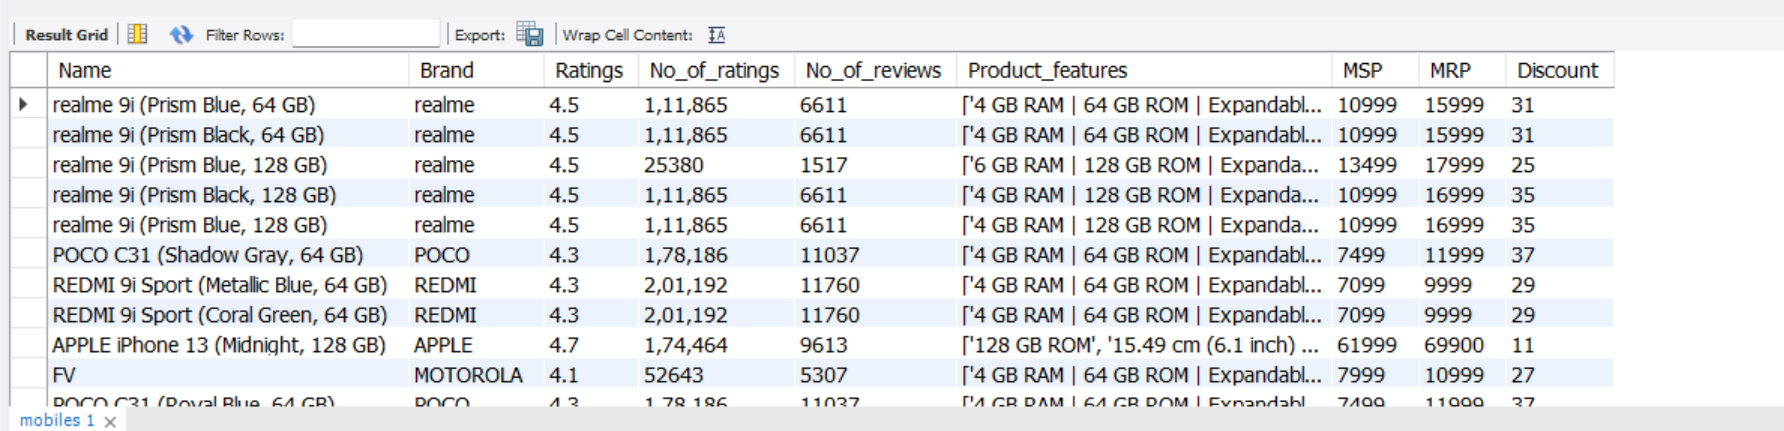 Result Grid Filter Rows: Export: Wrap Cell Content: IA
Name Brand Ratings No_of_ratings No_of_reviews Product_features MSP MRP Discount
realme 9i (Prism Blue, 64 GB) realme 4.5 1,11,865 6611 ['4 GB RAM | 64 GB ROM | Expandabl... 10999 15999 31
realme 9i (Prism Black, 64 GB) realme 4.5 1,11,865 6611 ['4 GB RAM | 64 GB ROM | Expandabl... 10999 15999 31
realme 9i (Prism Blue, 128 GB) realme 4.5 25380 1517 ['6 GB RAM | 128 GB ROM | Expanda... 13499 17999 25
realme 9i (Prism Black, 128 GB) realme 4.5 1,11,865 6611 ['4 GB RAM | 128 GB ROM | Expanda... 10999 16999 35
realme 9i (Prism Blue, 128 GB) realme 4.5 1,11,865 6611 ['4 GB RAM | 128 GB ROM | Expanda... 10999 16999 35
POCO C31 (Shadow Gray, 64 GB) POCO 4.3 1,78,186 11037 ['4 GB RAM | 64 GB ROM | Expandabl... 7499 11999 37
REDMI 9i Sport (Metallic Blue, 64 GB) REDMI 4.3 2,01,192 11760 ['4 GB RAM | 64 GB ROM | Expandabl... 7099 9999 29
REDMI 9i Sport (Coral Green, 64 GB) REDMI 4.3 2,01,192 11760 ['4 GB RAM | 64 GB ROM | Expandabl... 7099 9999 29
APPLE iPhone 13 (Midnight, 128 GB) APPLE 4.7 1,74,464 9613 ['128 GB ROM', '15.49 cm (6.1 inch) ... 61999 69900 11
FV MOTOROLA 4.1 52643 5307 ['4 GB RAM | 64 GB ROM | Expandabl... 7999 10999 27
POCO C31 (Royal Blue, 64 GB) POCO 4.3 1,78,186 11037 ['4 GB RAM | 64 GB ROM | Expandabl... 7499 11999 37
mobiles 1